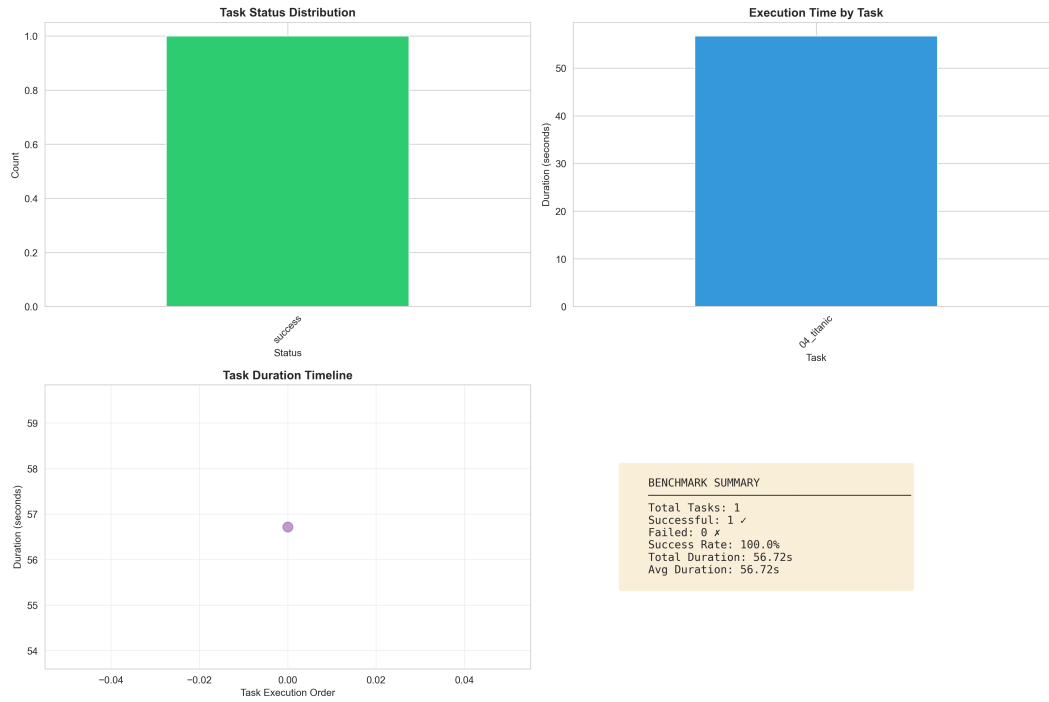 Task Status Distribution
1.0
0.8
0.6
0.4
0.2
0.0
Count
success
Status
Execution Time by Task
50
40
30
20
10
0
Duration (seconds)
04_titanic
Task
Task Duration Timeline
59
58
57
56
55
54
Duration (seconds)
−0.04 −0.02 0.00 0.02 0.04
Task Execution Order
BENCHMARK SUMMARY
Total Tasks: 1
Successful: 1 ✓
Failed: 0 ✗
Success Rate: 100.0%
Total Duration: 56.72s
Avg Duration: 56.72s